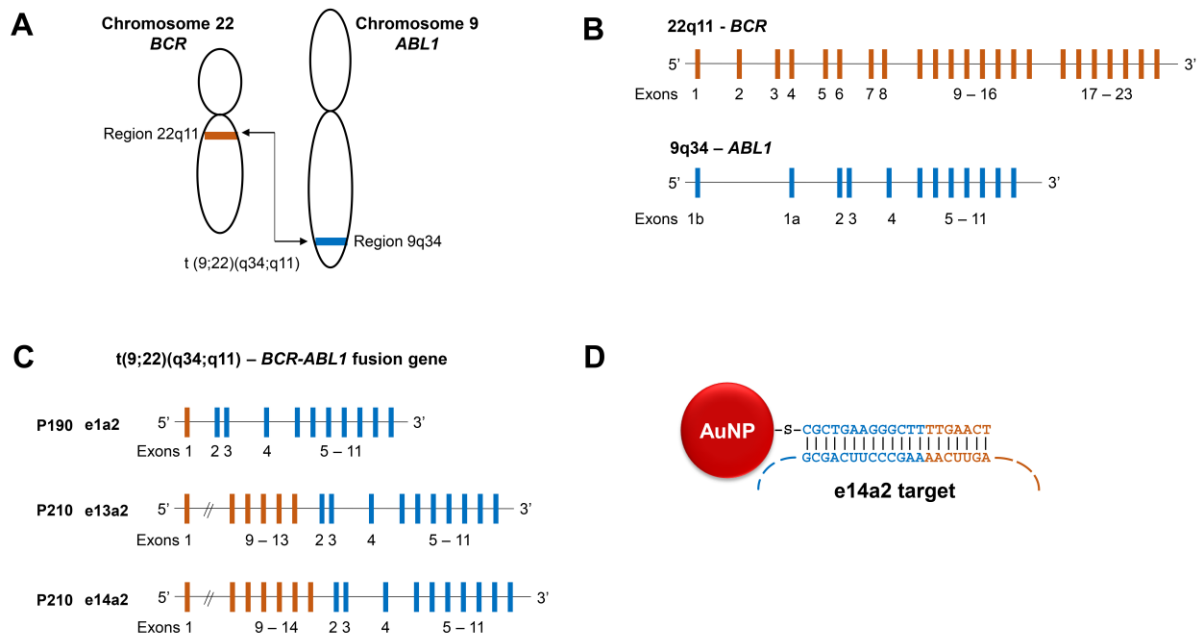 A
Chromosome 22
BCR
Chromosome 9
ABL1
Region 22q11
Region 9q34
t (9;22)(q34;q11)
B
22q11 - BCR
5’ 3’
Exons 1 2 3 4 5 6 7 8 9 – 16 17 – 23
9q34 – ABL1
5’ 3’
Exons 1b 1a 2 3 4 5 – 11
C
t(9;22)(q34;q11) – BCR-ABL1 fusion gene
P190 e1a2 5’ 3’
Exons 1 2 3 4 5 – 11
P210 e13a2 5’ // 3’
Exons 1 9 – 13 2 3 4 5 – 11
P210 e14a2 5’ // 3’
Exons 1 9 – 14 2 3 4 5 – 11
D
AuNP -S-CGCTGAAGGGCTTTTGAACT
GCGACUUCCCGAAAACUUGA
e14a2 target